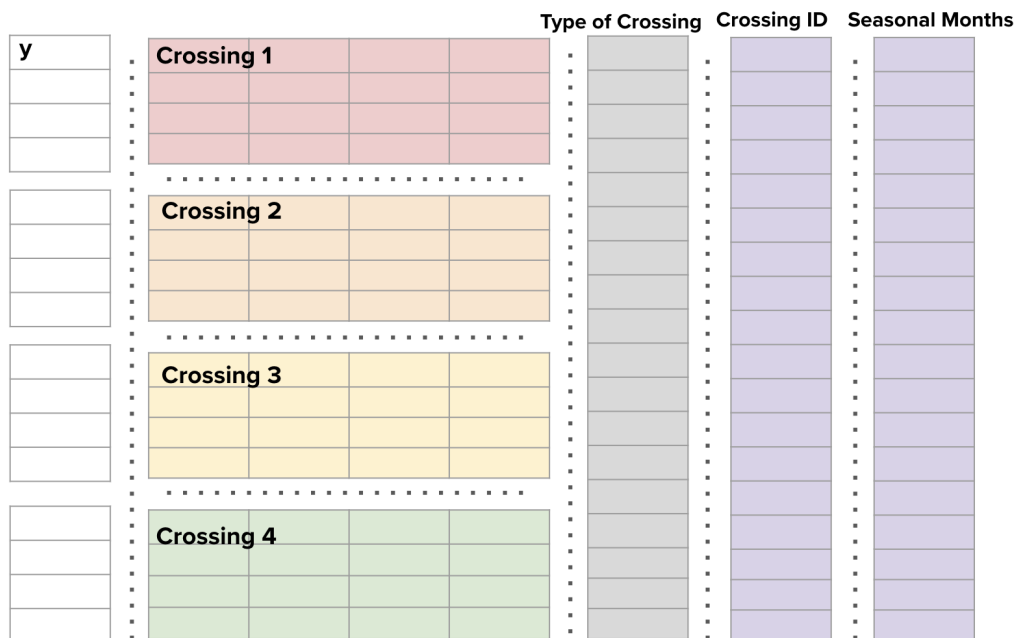 Type of Crossing Crossing ID Seasonal Months
y
Crossing 1
Crossing 2
Crossing 3
Crossing 4